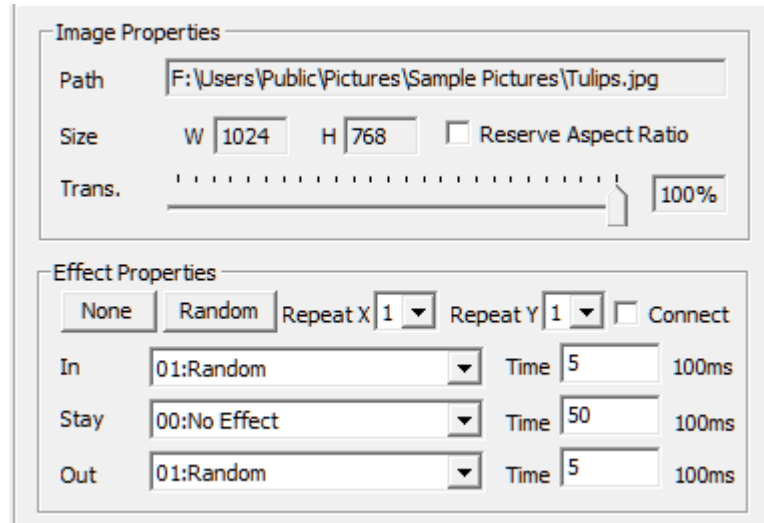 Image Properties
Path F:\Users\Public\Pictures\Sample Pictures\Tulips.jpg
Size W 1024 H 768 Reserve Aspect Ratio
Trans. 100%
Effect Properties
None Random Repeat X 1 Repeat Y 1 Connect
In 01:Random Time 5 100ms
Stay 00:No Effect Time 50 100ms
Out 01:Random Time 5 100ms